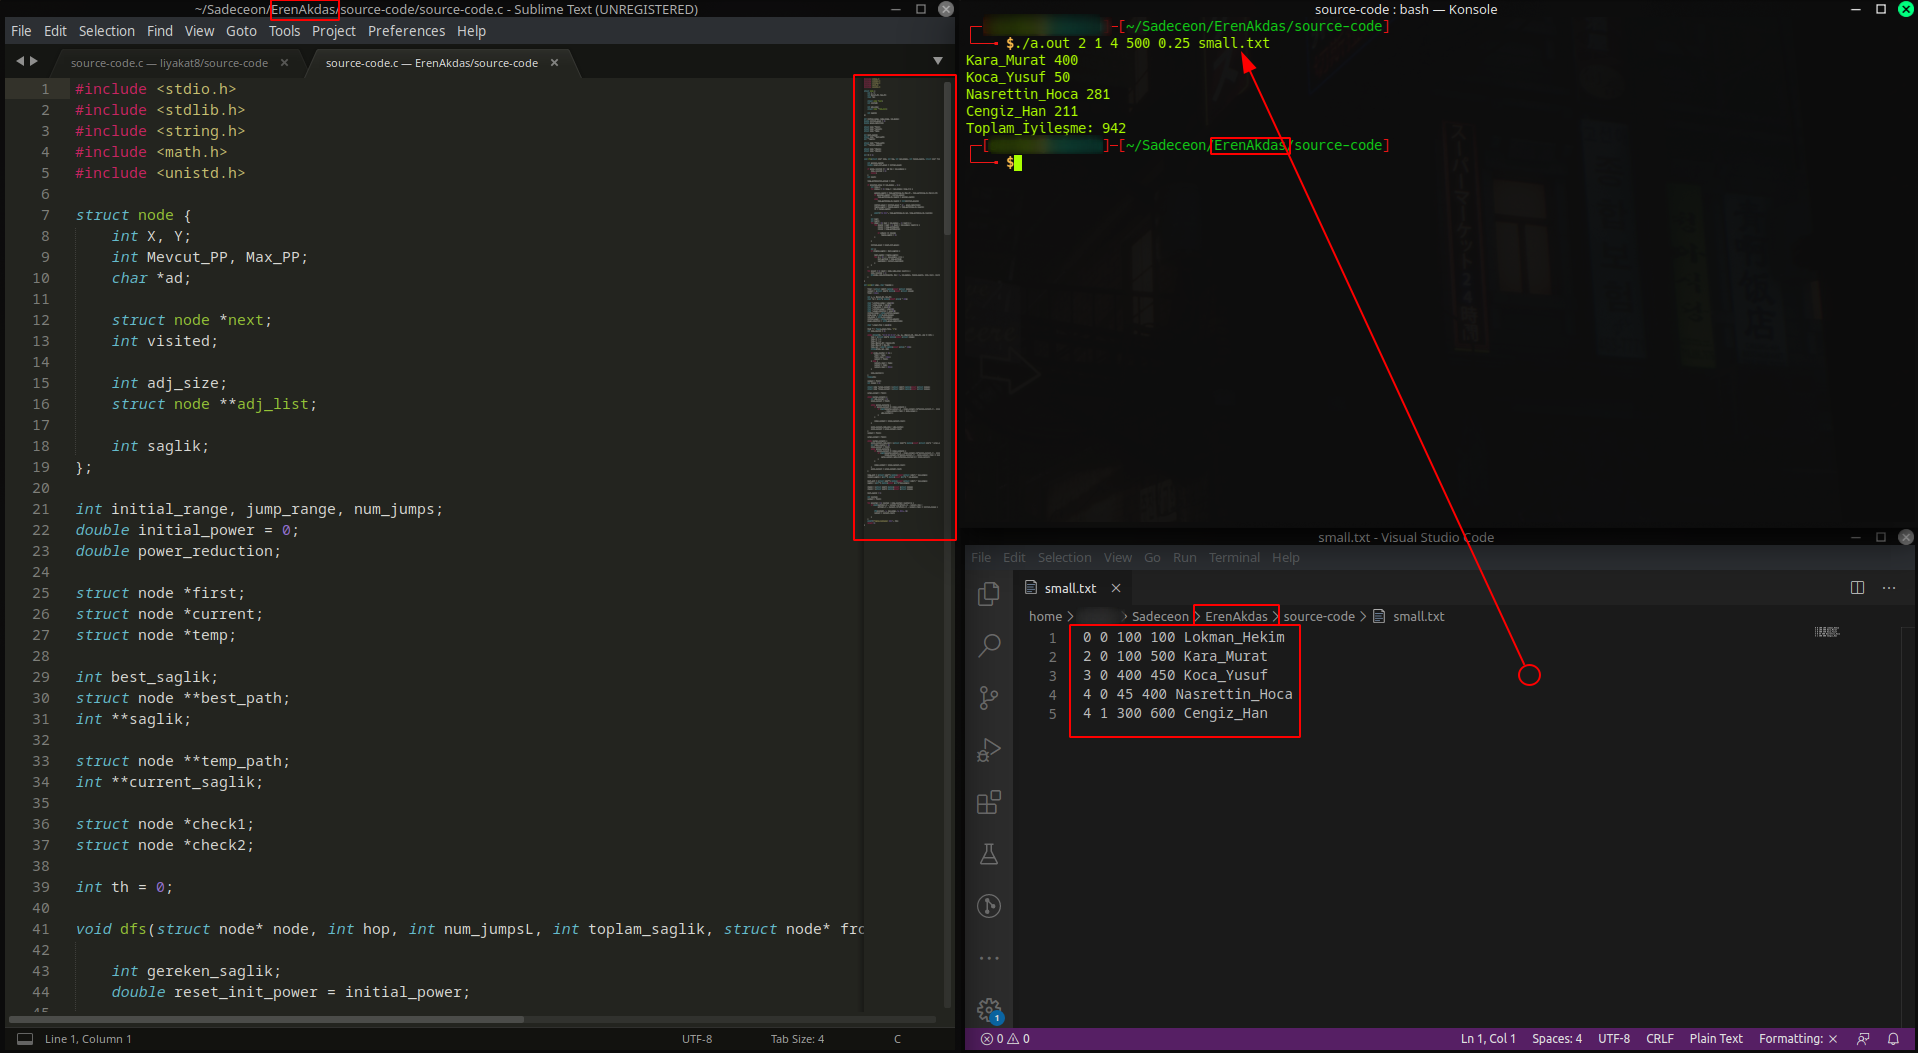 ~/Sadeceon/ErenAkdas/source-code/source-code.c - Sublime Text (UNREGISTERED)
File Edit Selection Find View Goto Tools Project Preferences Help
source-code.c — liyakat8/source-code × source-code.c — ErenAkdas/source-code ×
1 #include <stdio.h>
2 #include <stdlib.h>
3 #include <string.h>
4 #include <math.h>
5 #include <unistd.h>
6
7 struct node {
8 int X, Y;
9 int Mevcut_PP, Max_PP;
10 char *ad;
11
12 struct node *next;
13 int visited;
14
15 int adj_size;
16 struct node **adj_list;
17
18 int saglik;
19 };
20
21 int initial_range, jump_range, num_jumps;
22 double initial_power = 0;
23 double power_reduction;
24
25 struct node *first;
26 struct node *current;
27 struct node *temp;
28
29 int best_saglik;
30 struct node **best_path;
31 int **saglik;
32
33 struct node **temp_path;
34 int **current_saglik;
35
36 struct node *check1;
37 struct node *check2;
38
39 int th = 0;
40
41 void dfs(struct node* node, int hop, int num_jumpsL, int toplam_saglik, struct node* fro
42
43 int gereken_saglik;
44 double reset_init_power = initial_power;
Line 1, Column 1 UTF-8 Tab Size: 4 C
source-code : bash — Konsole
[~/Sadeceon/ErenAkdas/source-code]
$./a.out 2 1 4 500 0.25 small.txt
Kara_Murat 400
Koca_Yusuf 50
Nasrettin_Hoca 281
Cengiz_Han 211
Toplam_İyileşme: 942
[~/Sadeceon/ErenAkdas/source-code]
$
small.txt - Visual Studio Code
File Edit Selection View Go Run Terminal Help
small.txt ×
home > > Sadeceon > ErenAkdas > source-code > small.txt
1 0 0 100 100 Lokman_Hekim
2 2 0 100 500 Kara_Murat
3 3 0 400 450 Koca_Yusuf
4 4 0 45 400 Nasrettin_Hoca
5 4 1 300 600 Cengiz_Han
1
0 0 Ln 1, Col 1 Spaces: 4 UTF-8 CRLF Plain Text Formatting: ×